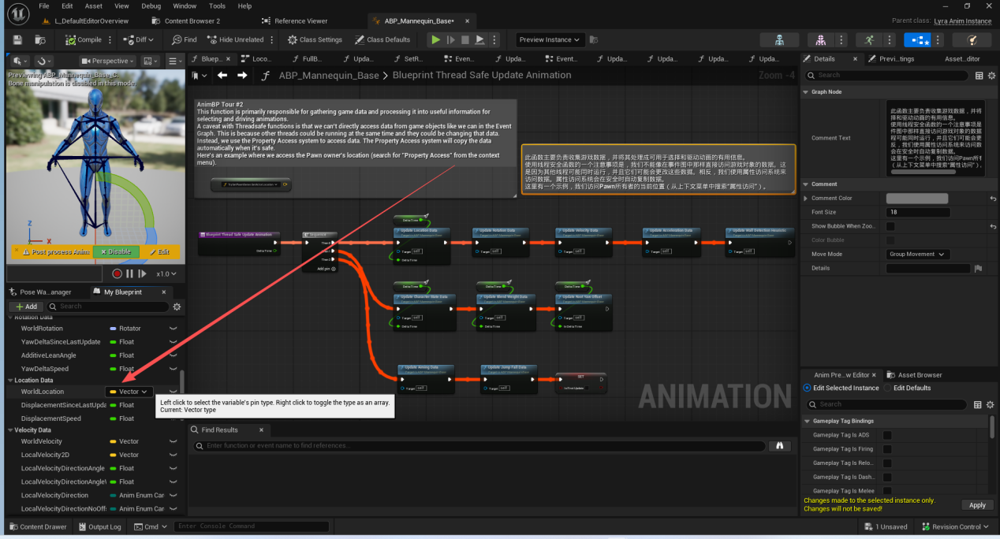 File Edit Asset View Debug Window Tools Help
L_DefaultEditorOverview
Content Browser 2
Reference Viewer
ABP_Mannequin_Base*
Parent class: Lyra Anim Instance
Compile
Diff
Find
Hide Unrelated
Class Settings
Class Defaults
Preview Instance
Perspective
Previewing ABP_Mannequin_Base_C.
Bone manipulation is disabled in this mode.
Z
X
Post process Anim:
Disable
Edit
x1.0
Bluep...
Loco...
FullB...
Upda...
SetR...
Even...
Upda...
Event...
Upda...
Upda...
Upda...
Upda...
ABP_Mannequin_Base > Blueprint Thread Safe Update Animation
Zoom -4
AnimBP Tour #2
This function is primarily responsible for gathering game data and processing it into useful information for
selecting and driving animations.
A caveat with Threadsafe functions is that we can't directly access data from game objects like we can in the Event
Graph. This is because other threads could be running at the same time and they could be changing that data.
Instead, we use the Property Access system to access data. The Property Access system will copy the data
automatically when it's safe.
Here's an example where we access the Pawn owner's location (search for "Property Access" from the context
menu).
此函数主要负责收集游戏数据，并将其处理成可用于选择和驱动动画的有用信息。
使用线程安全函数的一个注意事项是，我们不能像在事件图中那样直接访问游戏对象的数据。这
是因为其他线程可能同时运行，并且它们可能会更改这些数据。相反，我们使用属性访问系统来
访问数据。属性访问系统会在安全时自动复制数据。
这里有一个示例，我们访问Pawn所有者的当前位置（从上下文菜单中搜索“属性访问”）。
Blueprint Thread Safe Update Animation
Delta Time
Sequence
Then 0
Add pin
Delta Time
Update Location Data
Target self
Delta Time
Update Rotation Data
Target self
Update Velocity Data
Target self
Update Acceleration Data
Target self
Update Wall Detection Heuristic
Target self
Delta Time
Update Character State Data
Target self
Delta Time
Delta Time
Update Blend Weight Data
Target self
Delta Time
Delta Time
Update Root Yaw Offset
Target self
In Delta Time
Update Aiming Data
Target self
Update Jump Fall Data
Target self
SET
Is First Update
ANIMATION
Pose Wa...anager
My Blueprint
Add
Search
Rotation Data
WorldRotation Rotator
YawDeltaSinceLastUpdate Float
AdditiveLeanAngle Float
YawDeltaSpeed Float
Location Data
WorldLocation Vector
DisplacementSinceLastUpda Float
DisplacementSpeed Float
Velocity Data
WorldVelocity Vector
LocalVelocity2D Vector
LocalVelocityDirectionAngle Float
LocalVelocityDirectionAngle Float
LocalVelocityDirection Anim Enum Car
LocalVelocityDirectionNoOff Anim Enum Car
Left click to select the variable's pin type. Right click to toggle the type as an array.
Current: Vector type
Find Results
Enter function or event name to find references...
Details
Previ...tings
Asset...ditor
Search
Graph Node
Comment Text
此函数主要负责收集游戏数据，并将
择和驱动动画的有用信息。
使用线程安全函数的一个注意事项是
件图中那样直接访问游戏对象的数据
程可能同时运行，并且它们可能会更
反，我们使用属性访问系统来访问数
会在安全时自动复制数据。
这里有一个示例，我们访问Pawn所有
（从上下文菜单中搜索“属性访问”）。
Comment
Comment Color
Font Size 18
Show Bubble When Zoo...
Color Bubble
Move Mode Group Movement
Details
Anim Pre...w Editor
Asset Browser
Edit Selected Instance
Edit Defaults
Search
Gameplay Tag Bindings
Gameplay Tag Is ADS
Gameplay Tag Is Firing
Gameplay Tag Is Relo...
Gameplay Tag Is Dash...
Gameplay Tag Is Melee
Changes made to the selected instance only.
Changes will not be saved!
Apply
Content Drawer
Output Log
Cmd
Enter Console Command
1 Unsaved
Revision Control